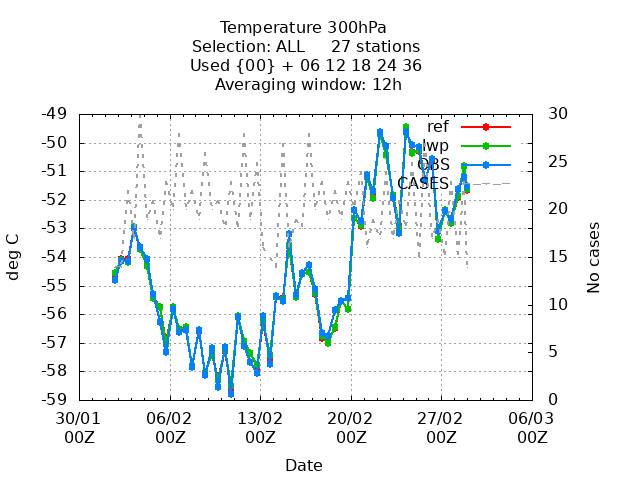 Temperature 300hPa
Selection: ALL 27 stations
Used {00} + 06 12 18 24 36
Averaging window: 12h
-49
-50
-51
-52
-53
-54
-55
-56
-57
-58
-59
deg C
30
25
20
15
10
5
0
No cases
ref
lwp
OBS
CASES
30/01 06/02 13/02 20/02 27/02 06/03
00Z 00Z 00Z 00Z 00Z 00Z
Date